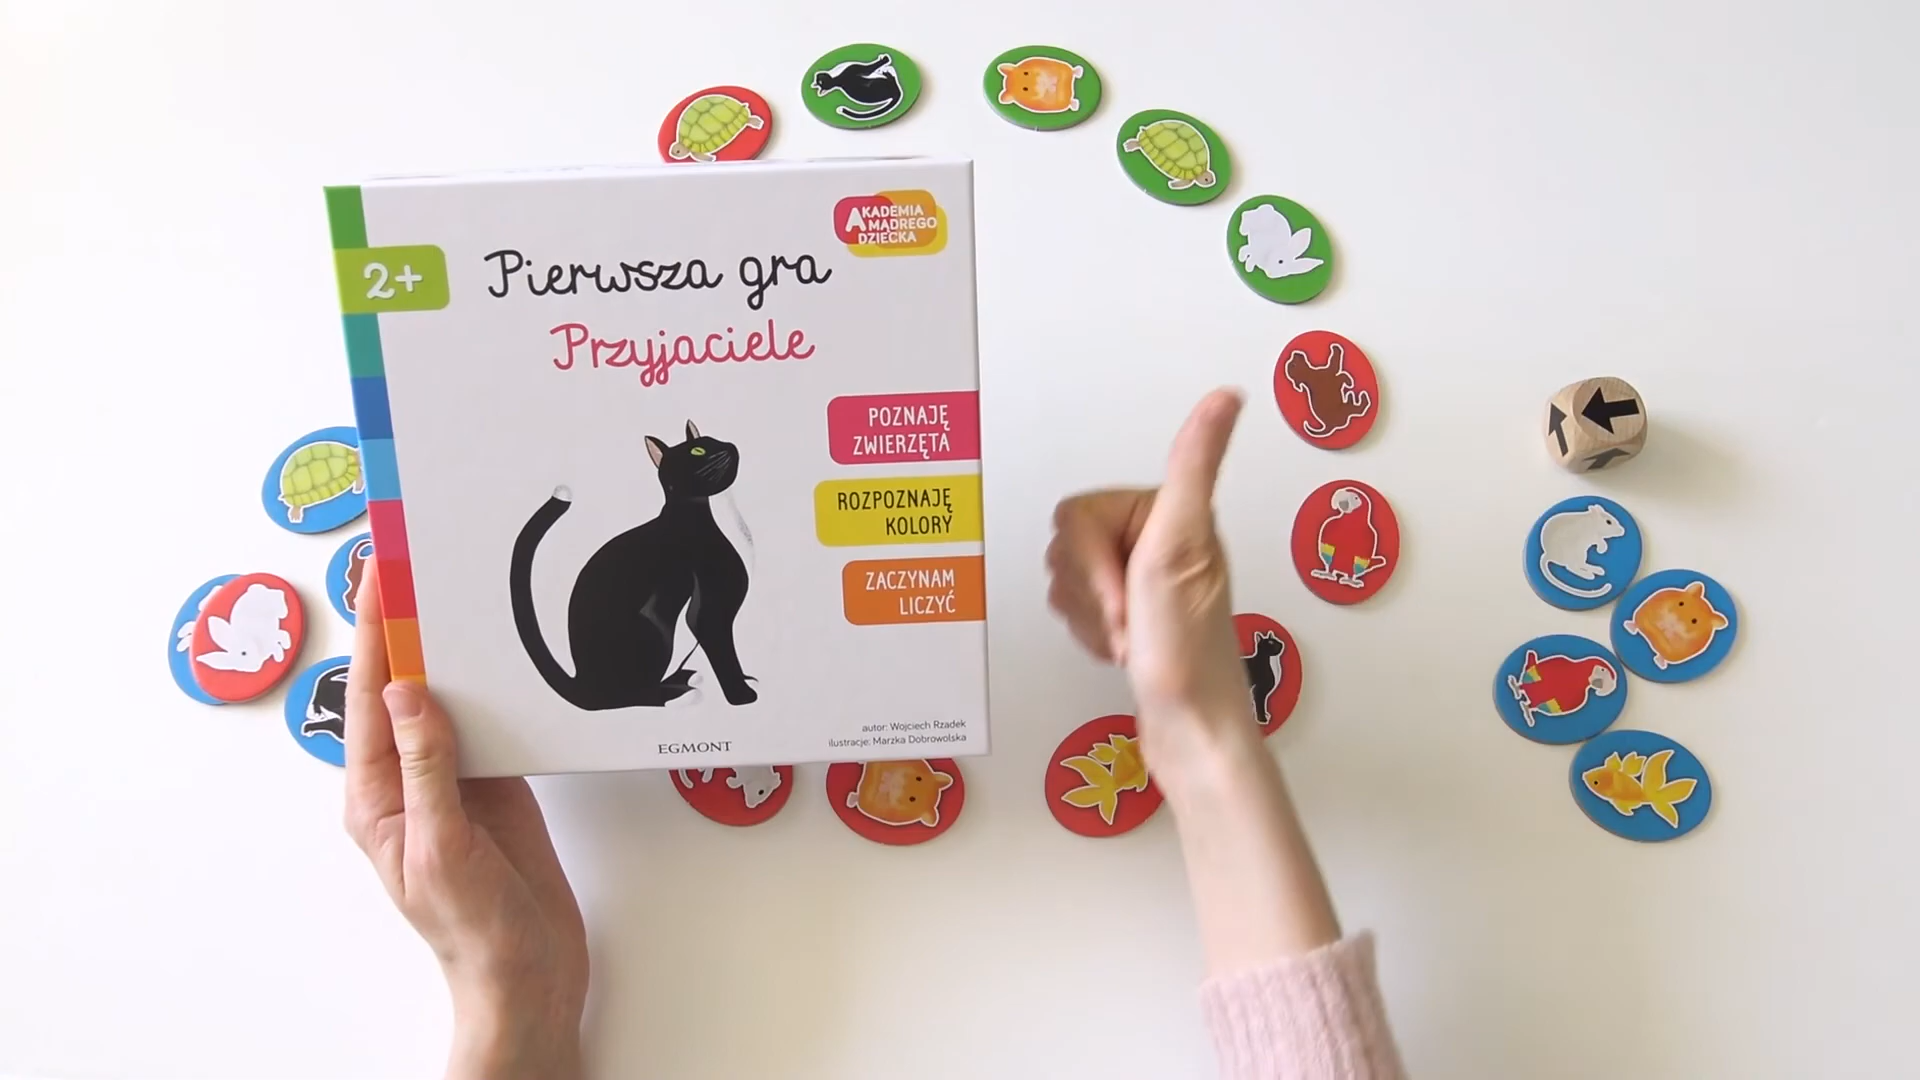 AKADEMIA
MĄDREGO
DZIECKA
2+
Pierwsza gra
Przyjaciele
POZNAJĘ
ZWIERZĘTA
ROZPOZNAJĘ
KOLORY
ZACZYNAM
LICZYĆ
autor: Wojciech Rzadek
ilustracje: Marzka Dobrowolska
EGMONT